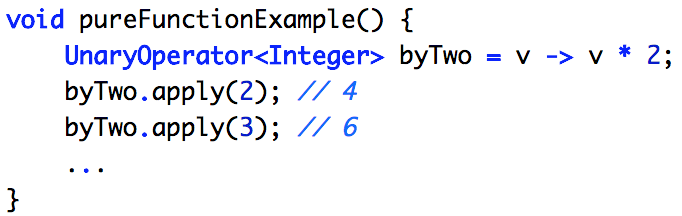 void pureFunctionExample() {
    UnaryOperator<Integer> byTwo = v -> v * 2;
    byTwo.apply(2); // 4
    byTwo.apply(3); // 6
    ...
}